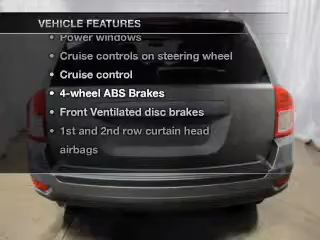 VEHICLE FEATURES
• Power windows
• Cruise controls on steering wheel
• Cruise control
• 4-wheel ABS Brakes
• Front Ventilated disc brakes
• 1st and 2nd row curtain head
airbags